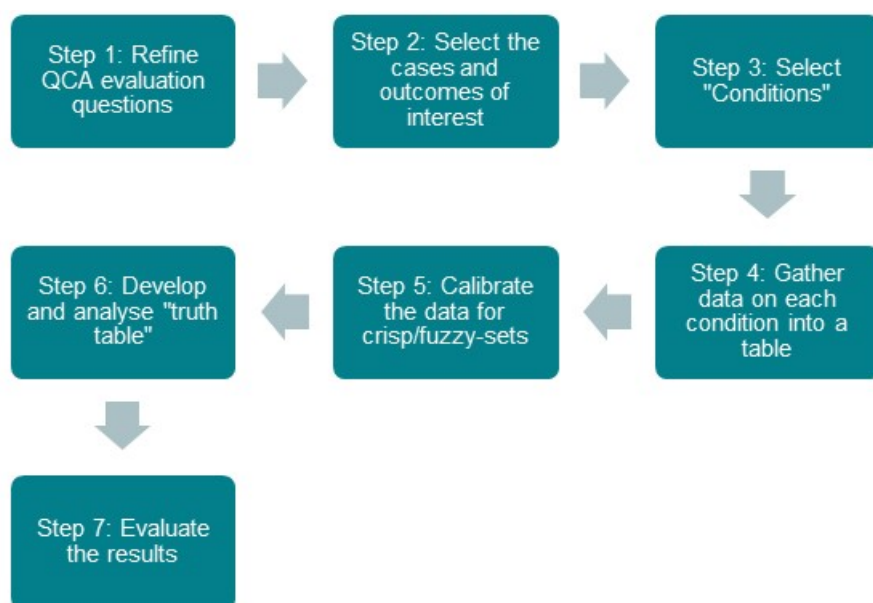 Step 1: Refine
QCA evaluation
questions
Step 2: Select the
cases and
outcomes of
interest
Step 3: Select
"Conditions"
Step 4: Gather
data on each
condition into a
table
Step 5: Calibrate
the data for
crisp/fuzzy-sets
Step 6: Develop
and analyse "truth
table"
Step 7: Evaluate
the results